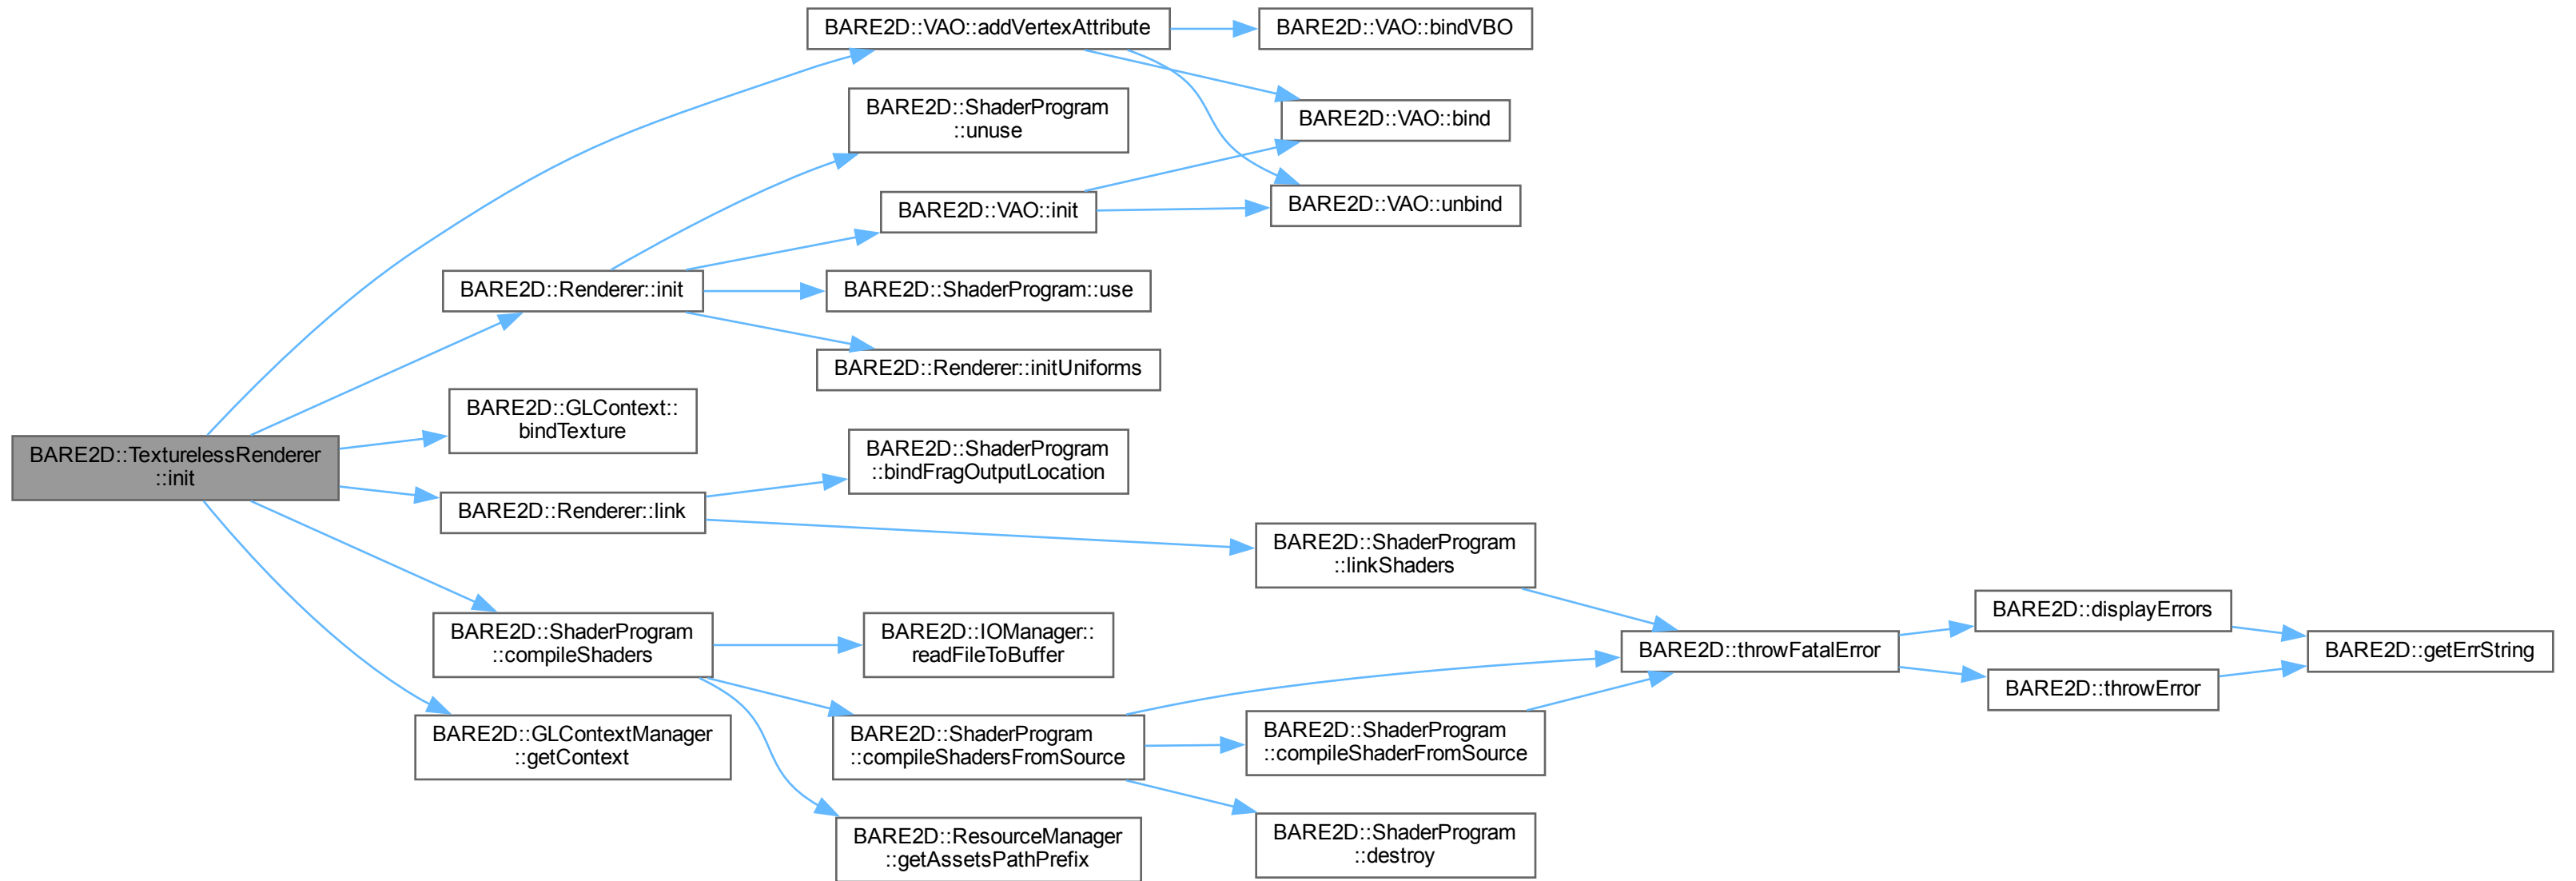 BARE2D::TexturelessRenderer
::init
BARE2D::VAO::addVertexAttribute
BARE2D::VAO::bindVBO
BARE2D::VAO::bind
BARE2D::VAO::unbind
BARE2D::ShaderProgram
::unuse
BARE2D::VAO::init
BARE2D::Renderer::init
BARE2D::ShaderProgram::use
BARE2D::Renderer::initUniforms
BARE2D::GLContext::
bindTexture
BARE2D::Renderer::link
BARE2D::ShaderProgram
::bindFragOutputLocation
BARE2D::ShaderProgram
::linkShaders
BARE2D::ShaderProgram
::compileShaders
BARE2D::IOManager::
readFileToBuffer
BARE2D::throwFatalError
BARE2D::displayErrors
BARE2D::getErrString
BARE2D::throwError
BARE2D::GLContextManager
::getContext
BARE2D::ShaderProgram
::compileShadersFromSource
BARE2D::ShaderProgram
::compileShaderFromSource
BARE2D::ResourceManager
::getAssetsPathPrefix
BARE2D::ShaderProgram
::destroy